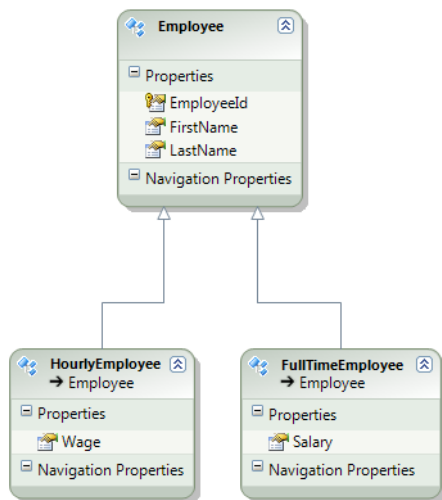 Employee
Properties
EmployeeId
FirstName
LastName
Navigation Properties
HourlyEmployee
→ Employee
Properties
Wage
Navigation Properties
FullTimeEmployee
→ Employee
Properties
Salary
Navigation Properties